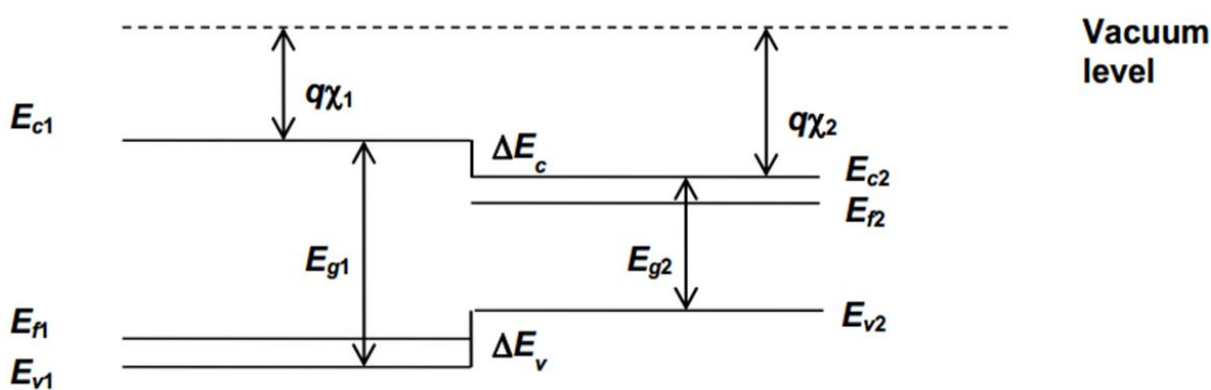 Vacuum
level
qχ1
Ec1
qχ2
ΔEc
Ec2
Ef2
Eg1
Eg2
Ef1
Ev2
ΔEv
Ev1